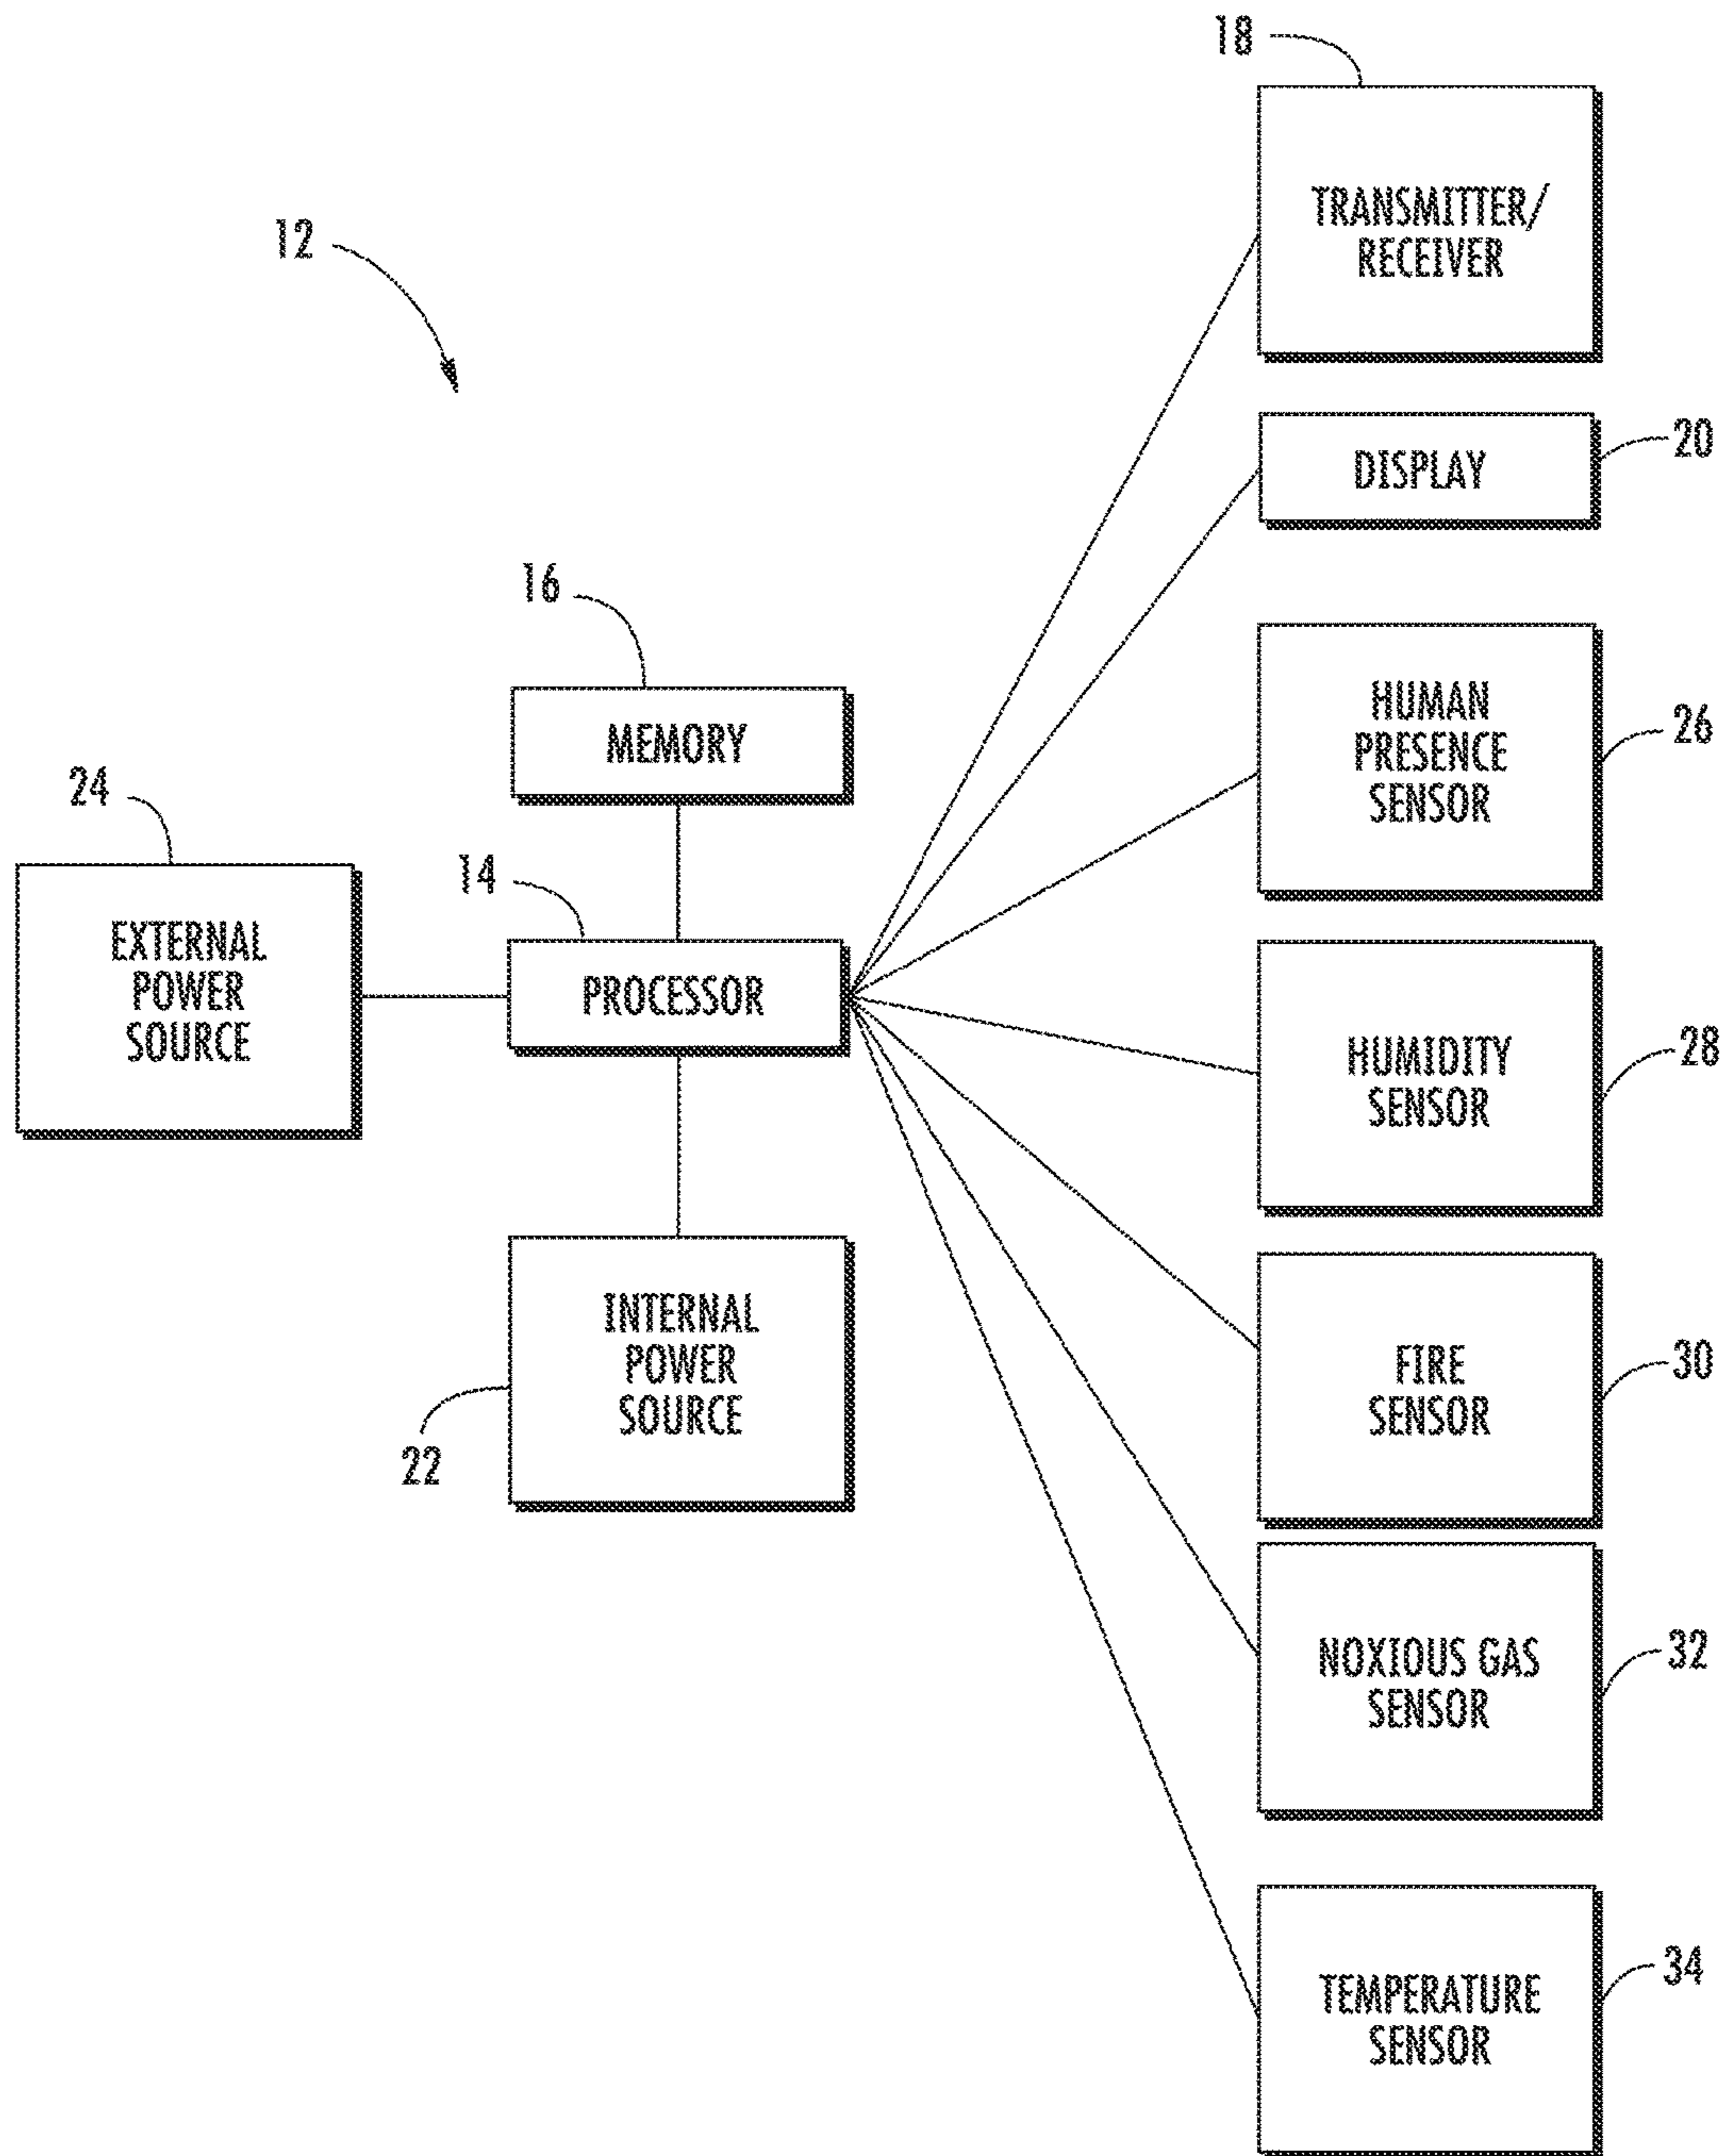 18
TRANSMITTER/
RECEIVER
12
20
DISPLAY
16
MEMORY
HUMAN
PRESENCE
SENSOR
26
24
EXTERNAL
POWER
SOURCE
14
PROCESSOR
HUMIDITY
SENSOR
28
INTERNAL
POWER
SOURCE
22
FIRE
SENSOR
30
NOXIOUS GAS
SENSOR
32
TEMPERATURE
SENSOR
34